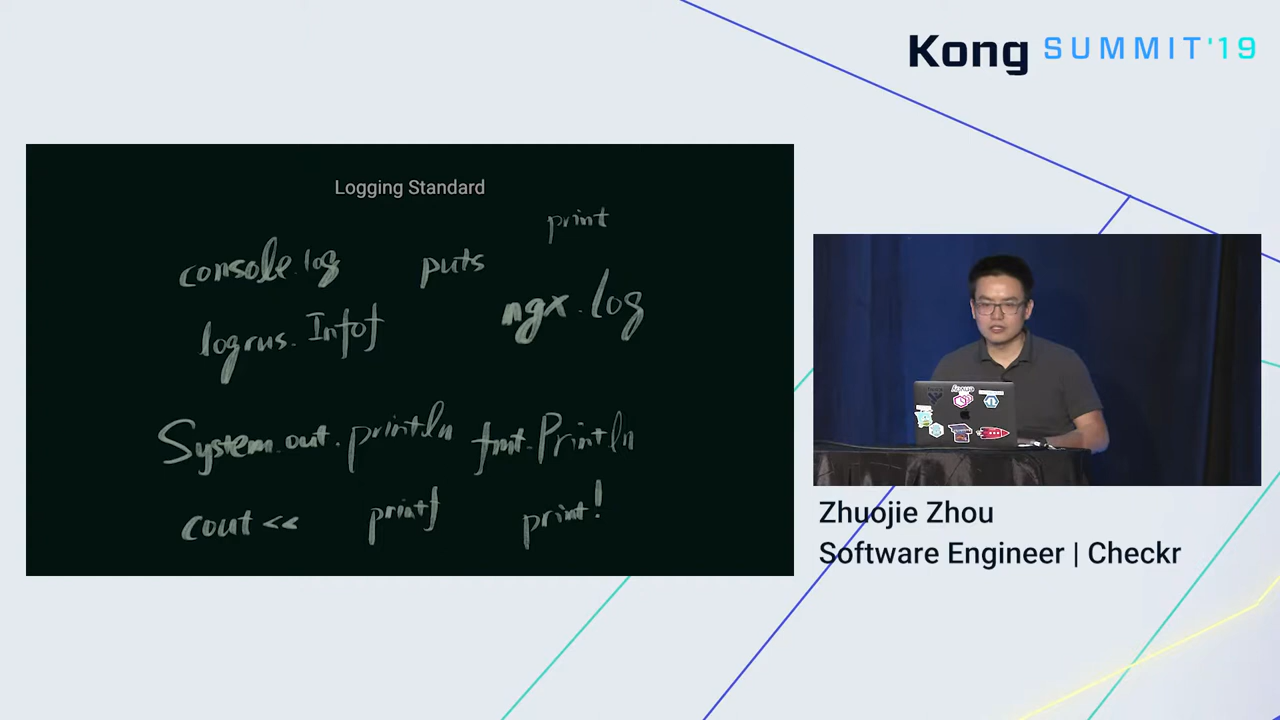 Kong SUMMIT'19
Logging Standard
print
console.log puts
logrus.Infof ngx.log
System.out.println fmt.Println
cout << printf print!
Zhuojie Zhou
Software Engineer | Checkr